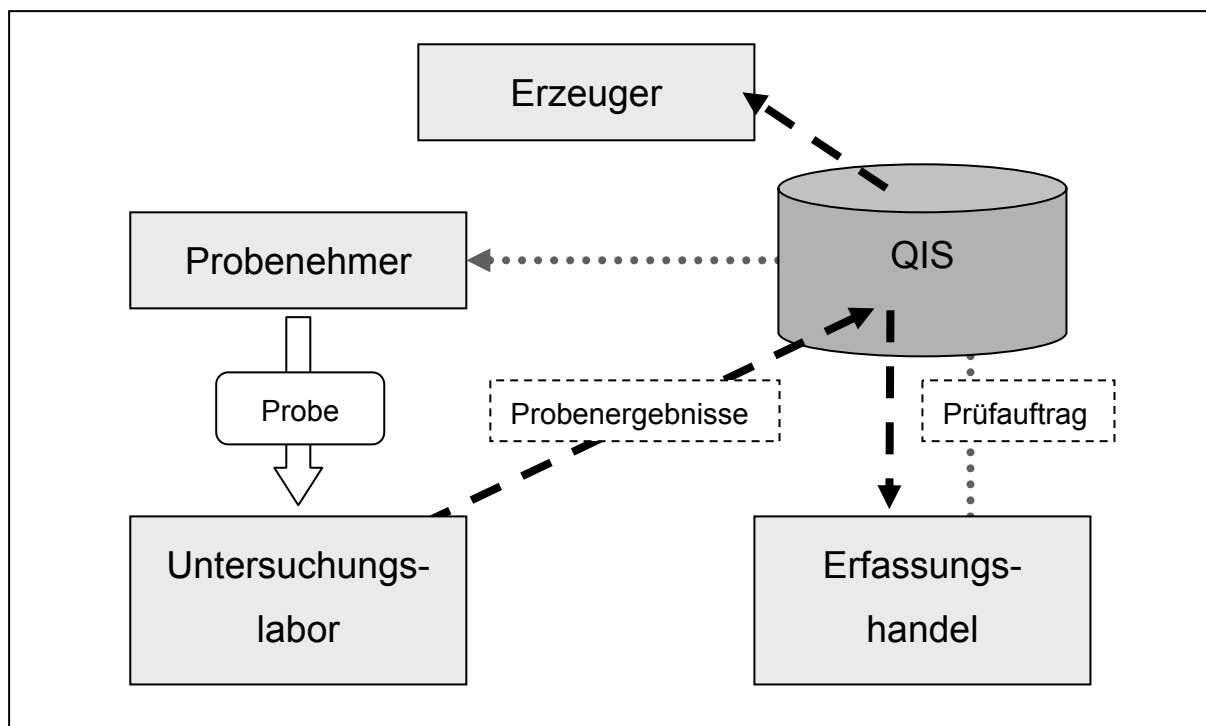 Erzeuger
QIS
Probenehmer
Probe
Probenergebnisse
Prüfauftrag
Untersuchungs-
labor
Erfassungs-
handel